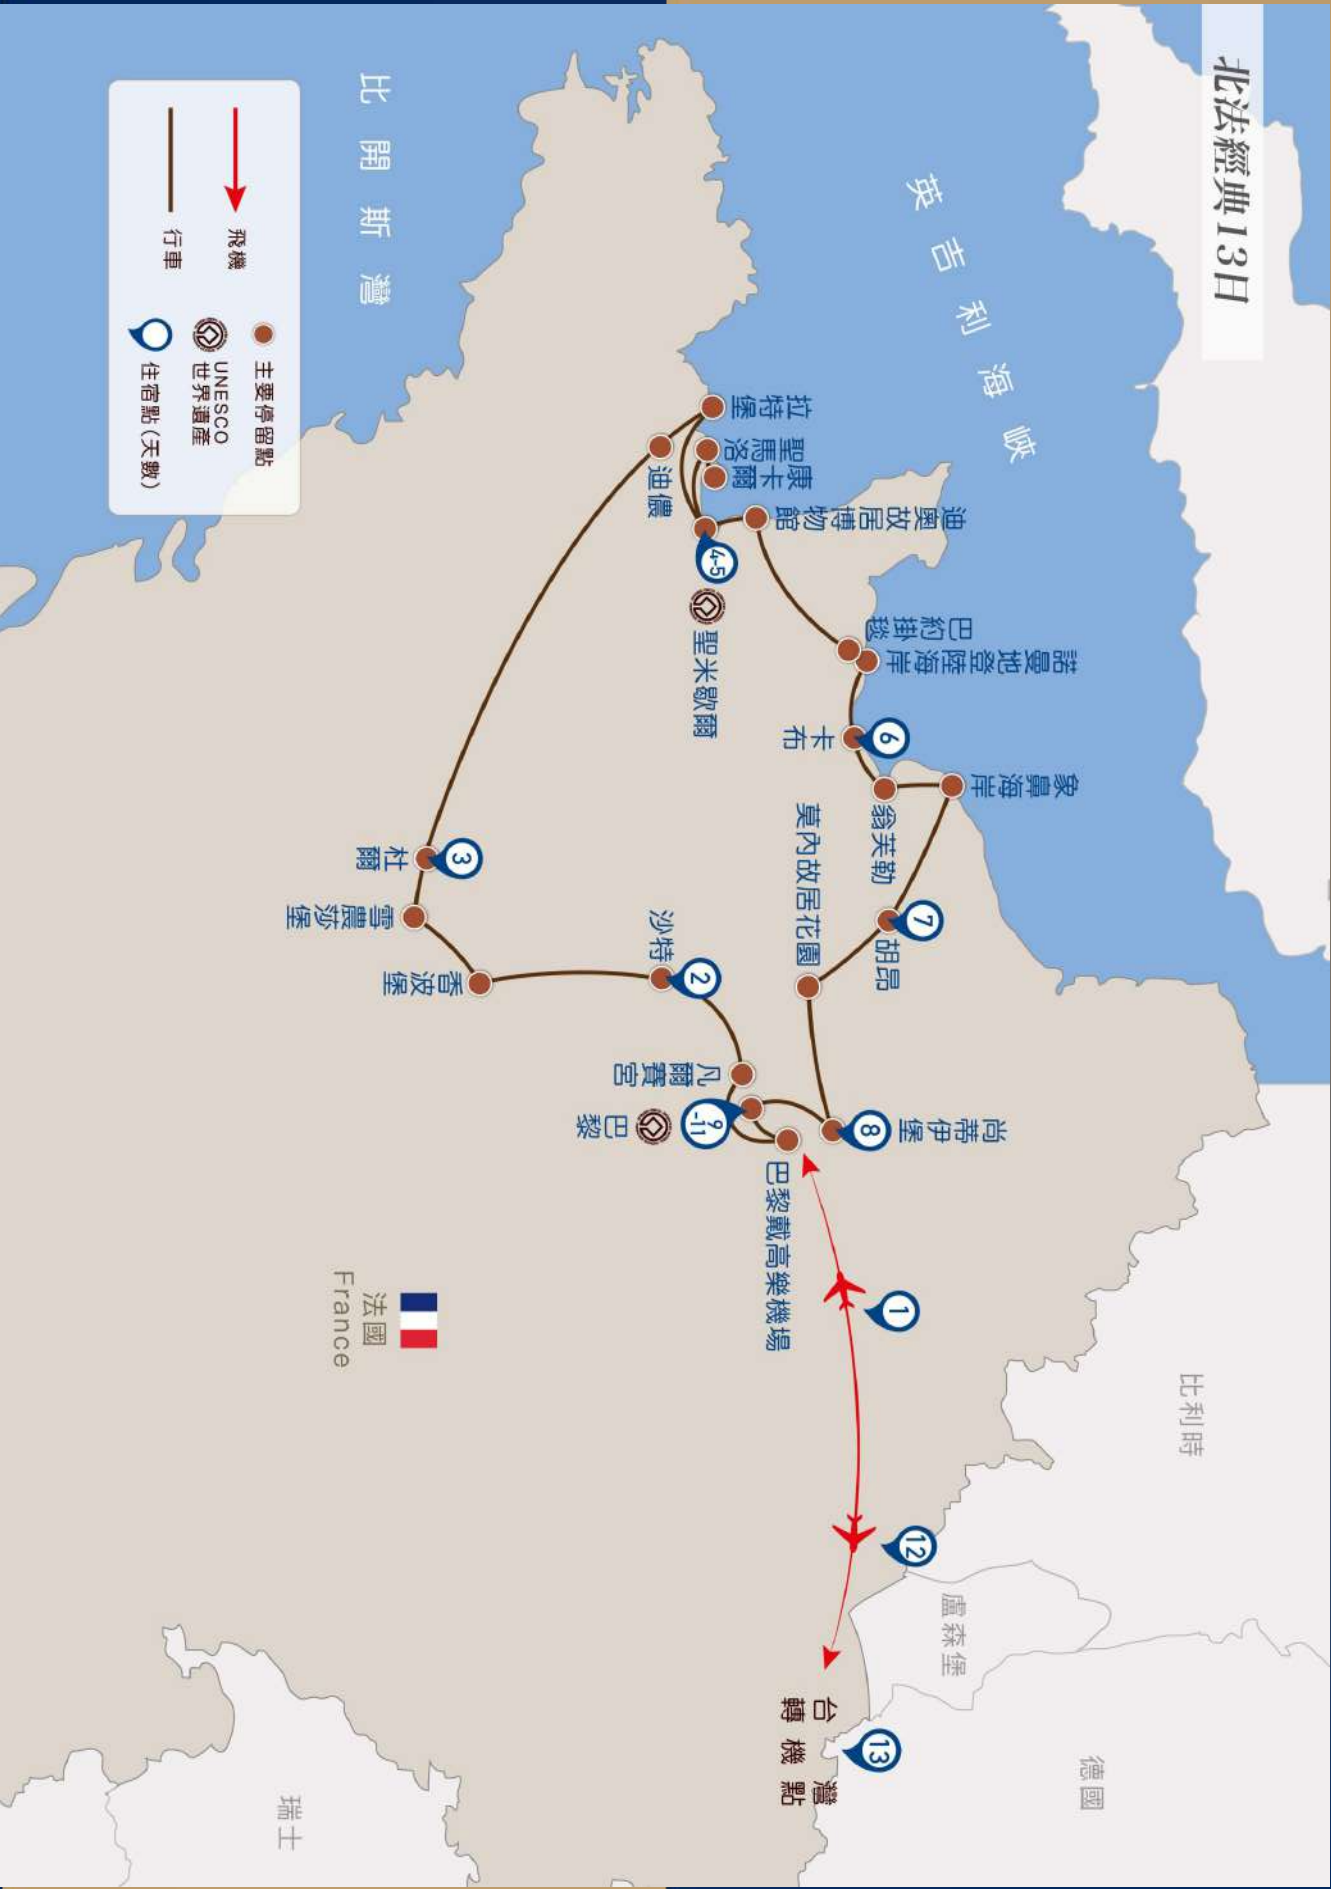 北法經典13日
英吉利海峽
比開斯灣
飛機
行車
主要停留點
UNESCO
世界遺產
住宿點(天數)
拉特堡
聖馬洛
康卡爾
迪儂
迪奧故居博物館
4-5
聖米歇爾
巴約掛毯
諾曼地登陸海岸
6
卡布
象鼻海岸
翁芙勒
莫內故居花園
7
胡昂
3
杜爾
雪農莎堡
香波堡
沙特
2
凡爾賽宮
9
-11
巴黎
8
尚蒂伊堡
巴黎戴高樂機場
1
12
13
台灣
轉機點
法國
France
比利時
盧森堡
德國
瑞士